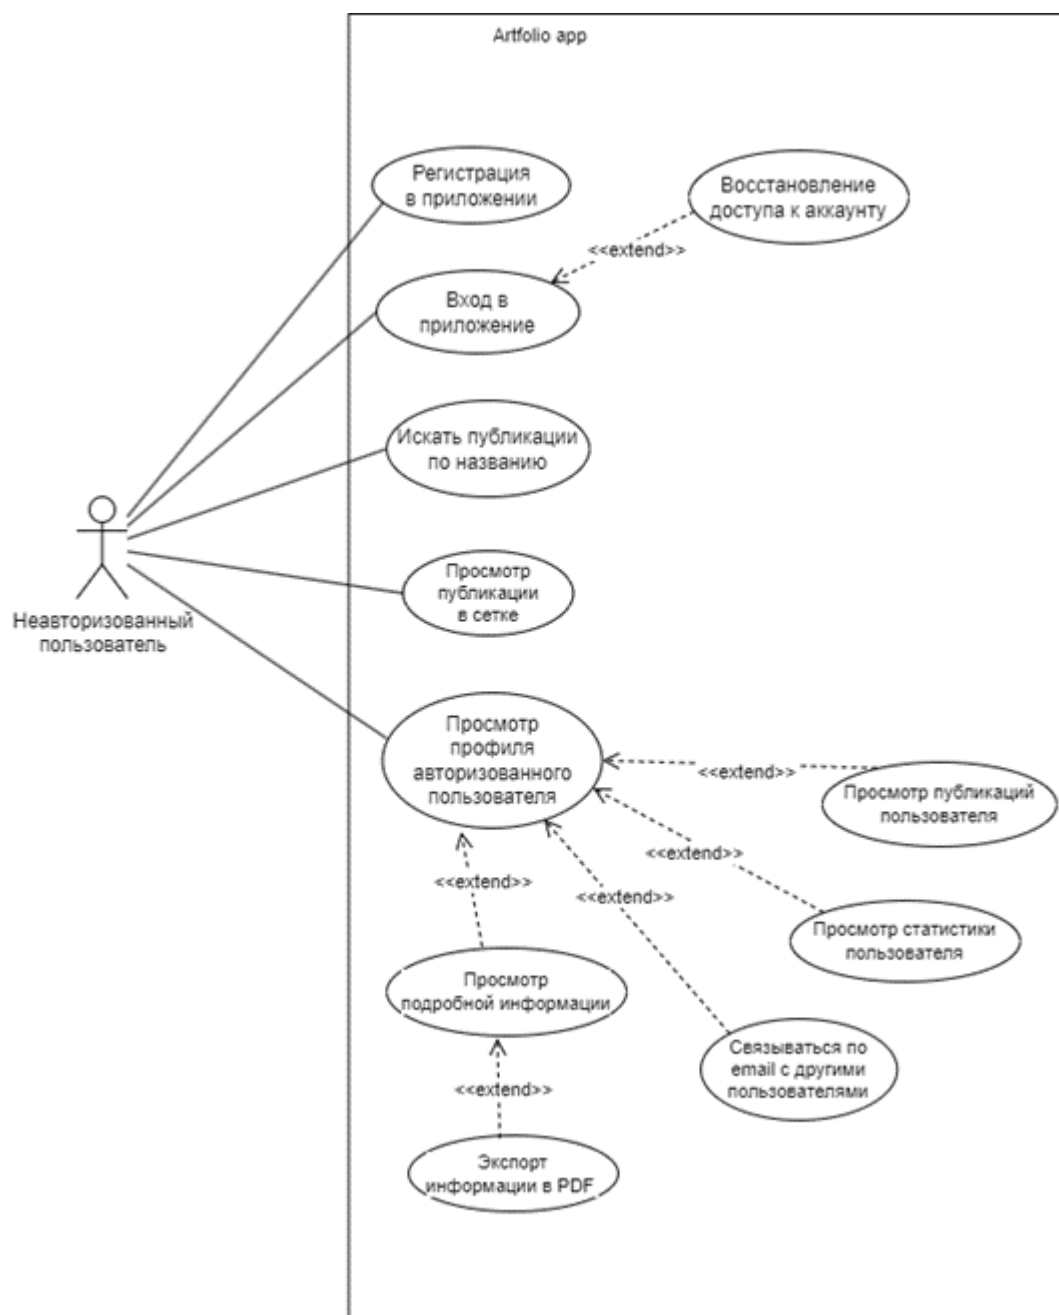 Artfolio app
Регистрация
в приложении
Восстановление
доступа к аккаунту
<<extend>>
Вход в
приложение
Искать публикации
по названию
Просмотр
публикации
в сетке
Неавторизованный
пользователь
Просмотр
профиля
авторизованного
пользователя
<<extend>>
Просмотр публикаций
пользователя
<<extend>>
<<extend>>
<<extend>>
Просмотр статистики
пользователя
Просмотр
подробной информации
Связываться по
email с другими
пользователями
<<extend>>
Экспорт
информации в PDF